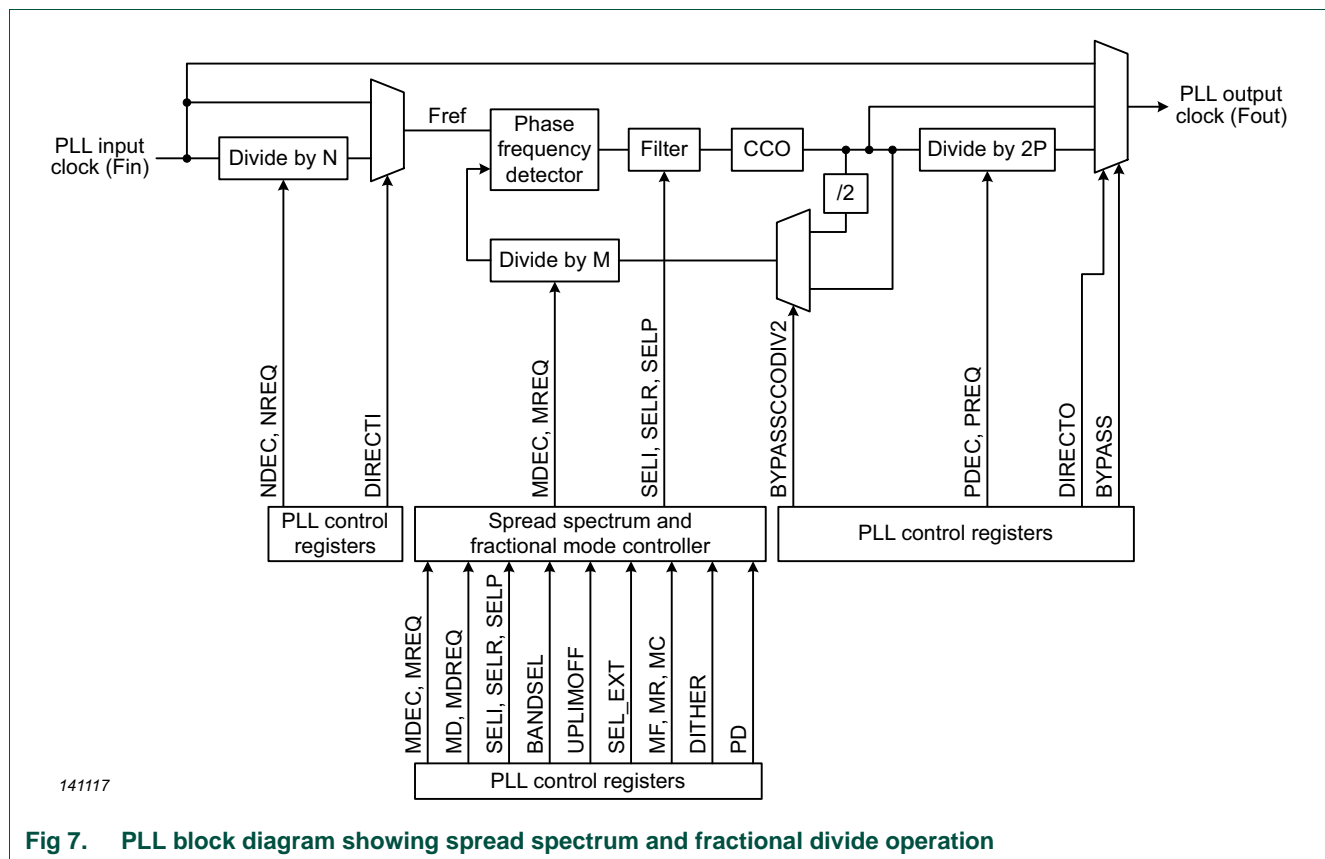 PLL input
clock (Fin)
Divide by N
Fref
Phase
frequency
detector
Filter
CCO
/2
Divide by 2P
PLL output
clock (Fout)
Divide by M
NDEC, NREQ
DIRECTI
MDEC, MREQ
SELI, SELR, SELP
BYPASSCCODIV2
PDEC, PREQ
DIRECTO
BYPASS
PLL control
registers
Spread spectrum and
fractional mode controller
PLL control registers
MDEC, MREQ
MD, MDREQ
SELI, SELR, SELP
BANDSEL
UPLIMOFF
SEL_EXT
MF, MR, MC
DITHER
PD
PLL control registers
141117
Fig 7. PLL block diagram showing spread spectrum and fractional divide operation